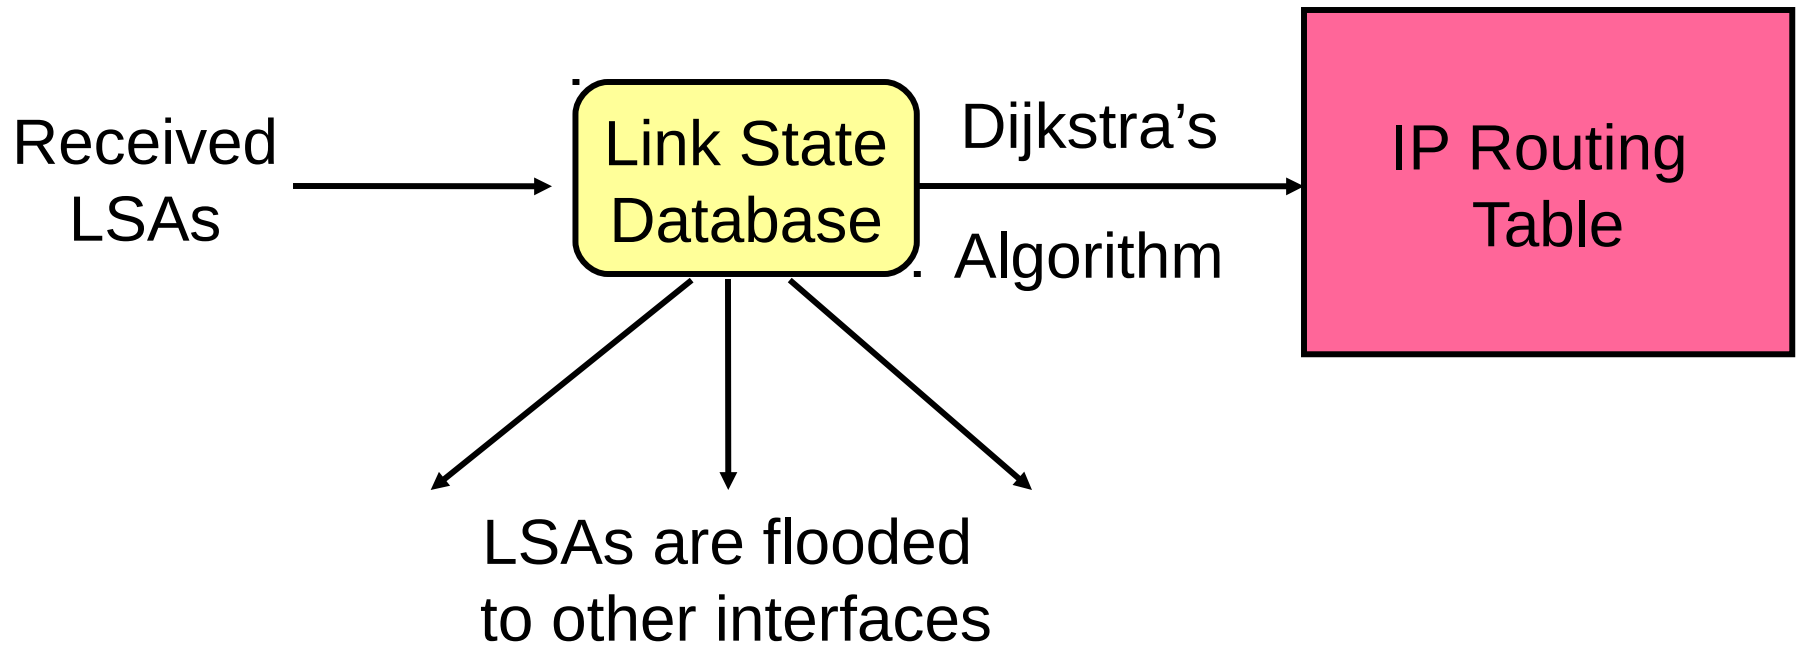 Received
LSAs
Link State
Database
Dijkstra’s
Algorithm
IP Routing
Table
LSAs are flooded
to other interfaces